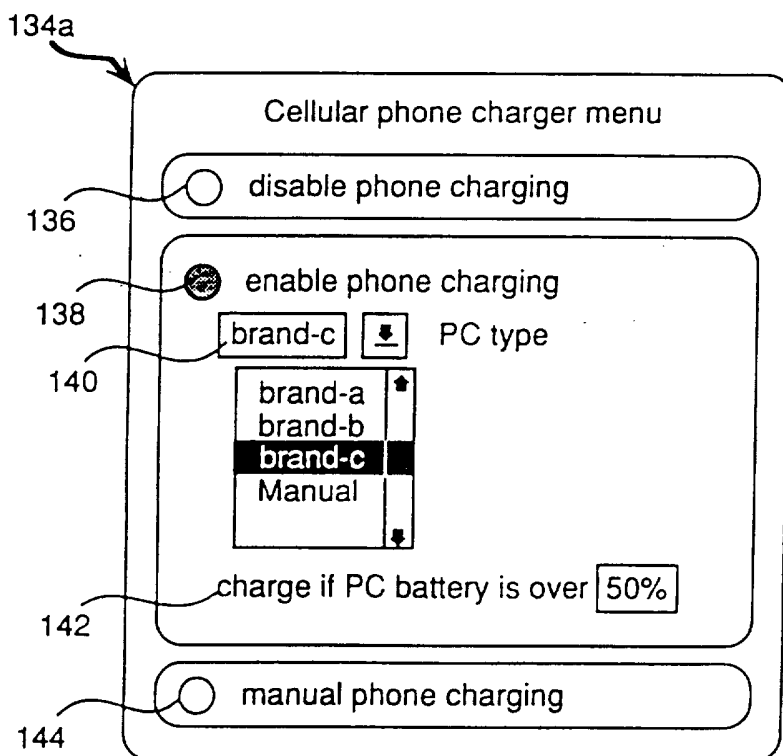 134a
Cellular phone charger menu
136
disable phone charging
138
enable phone charging
140
brand-c
PC type
brand-a
brand-b
brand-c
Manual
142
charge if PC battery is over 50%
144
manual phone charging